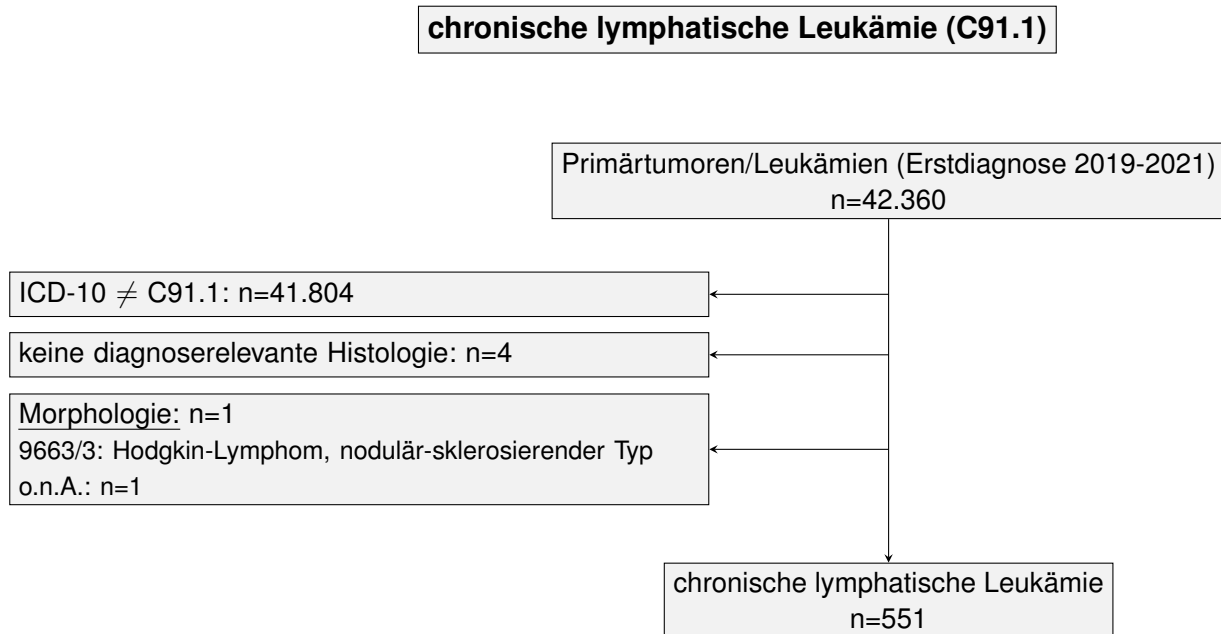 chronische lymphatische Leukämie (C91.1)
Primärtumoren/Leukämien (Erstdiagnose 2019-2021)
n=42.360
ICD-10 ≠ C91.1: n=41.804
keine diagnoserelevante Histologie: n=4
Morphologie: n=1
9663/3: Hodgkin-Lymphom, nodulär-sklerosierender Typ
o.n.A.: n=1
chronische lymphatische Leukämie
n=551